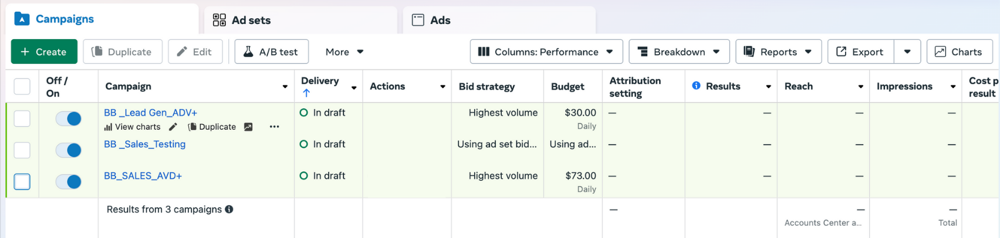 Campaigns
Ad sets
Ads
+ Create
Duplicate
Edit
A/B test
More
Columns: Performance
Breakdown
Reports
Export
Charts
Off / On
Campaign
Delivery ↑
Actions
Bid strategy
Budget
Attribution setting
Results
Reach
Impressions
Cost p
result
BB _Lead Gen_ADV+
In draft
Highest volume
$30.00
— — — —
View charts
Duplicate
...
Daily
BB _Sales_Testing
In draft
Using ad set bid...
Using ad...
— — — —
BB_SALES_AVD+
In draft
Highest volume
$73.00
— — — —
Daily
Results from 3 campaigns
— — —
Accounts Center a...
Total